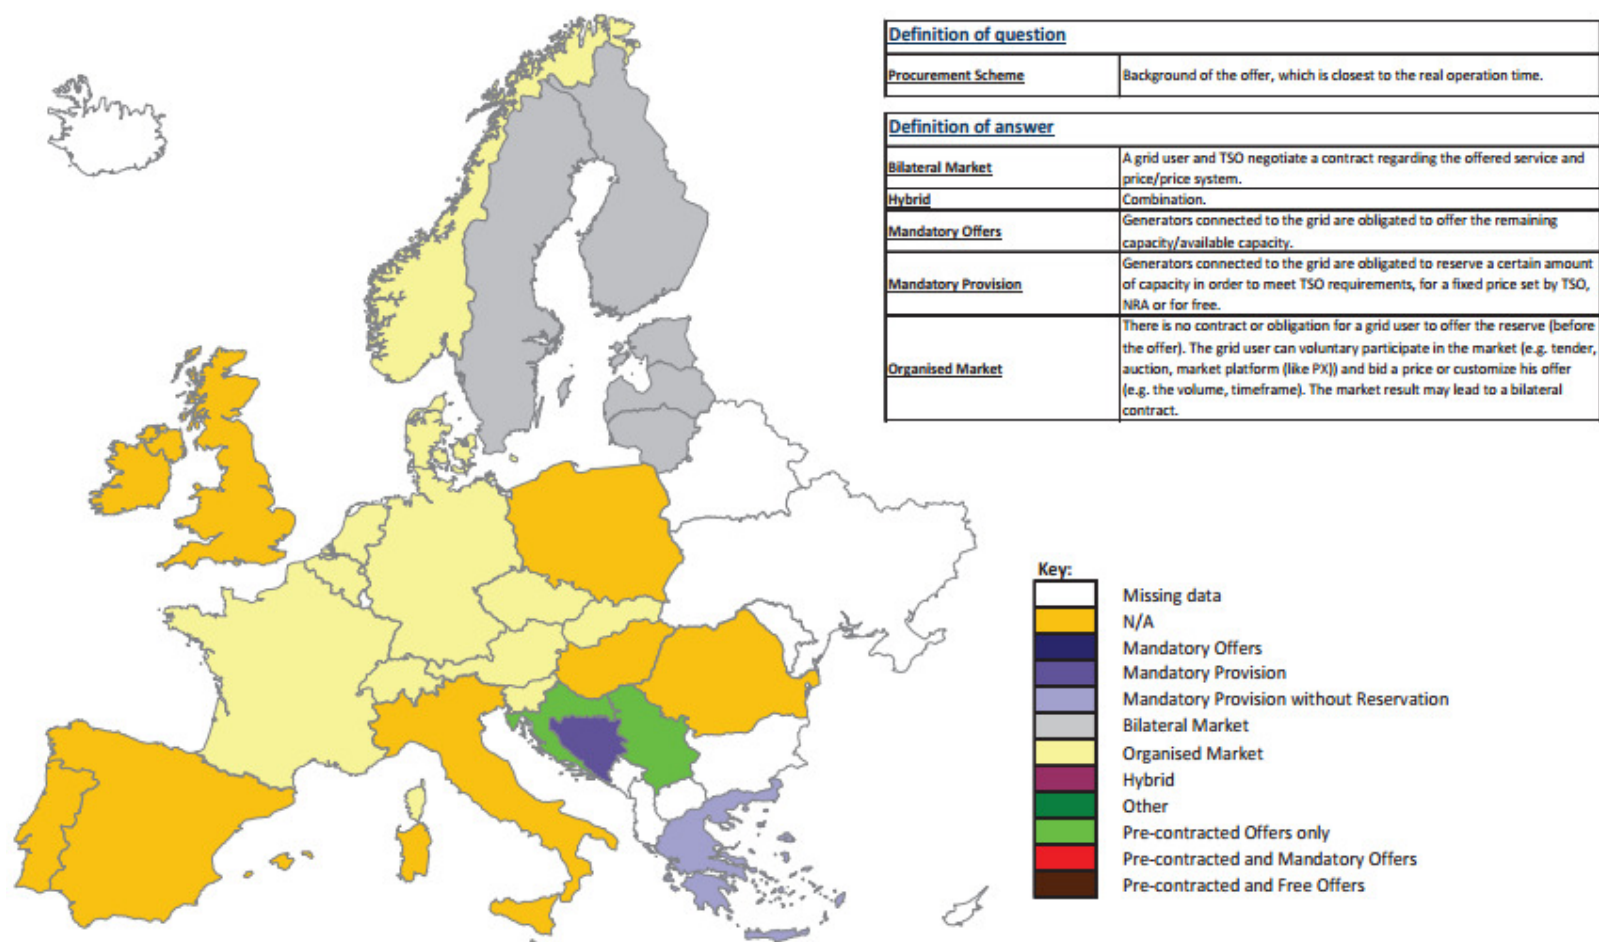 Definition of question
Procurement Scheme
Background of the offer, which is closest to the real operation time.
Definition of answer
Bilateral Market
A grid user and TSO negotiate a contract regarding the offered service and
price/price system.
Hybrid
Combination.
Mandatory Offers
Generators connected to the grid are obligated to offer the remaining
capacity/available capacity.
Mandatory Provision
Generators connected to the grid are obligated to reserve a certain amount
of capacity in order to meet TSO requirements, for a fixed price set by TSO,
NRA or for free.
Organised Market
There is no contract or obligation for a grid user to offer the reserve (before
the offer). The grid user can voluntary participate in the market (e.g. tender,
auction, market platform (like PX)) and bid a price or customize his offer
(e.g. the volume, timeframe). The market result may lead to a bilateral
contract.
Key:
Missing data
N/A
Mandatory Offers
Mandatory Provision
Mandatory Provision without Reservation
Bilateral Market
Organised Market
Hybrid
Other
Pre-contracted Offers only
Pre-contracted and Mandatory Offers
Pre-contracted and Free Offers